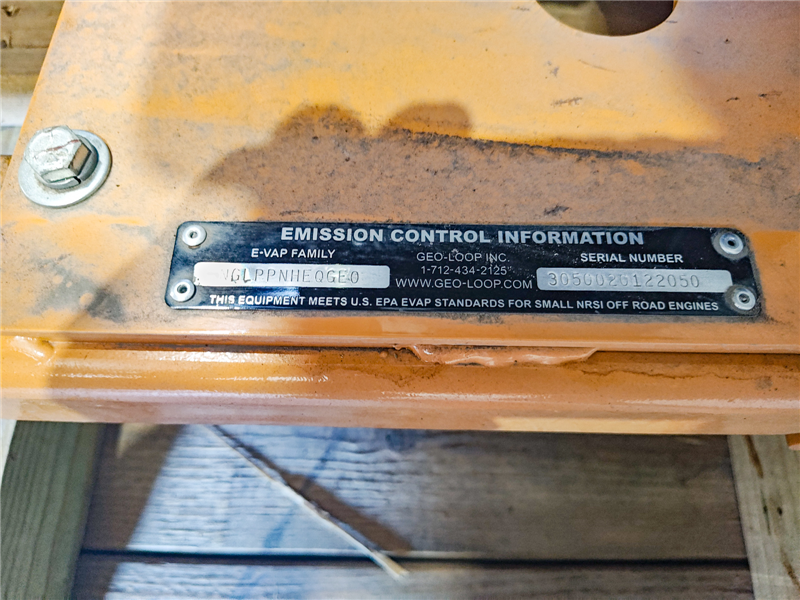 EMISSION CONTROL INFORMATION
E-VAP FAMILY
GEO-LOOP INC.
SERIAL NUMBER
1-712-434-2125
WWW.GEO-LOOP.COM
THIS EQUIPMENT MEETS U.S. EPA EVAP STANDARDS FOR SMALL NRSI OFF ROAD ENGINES